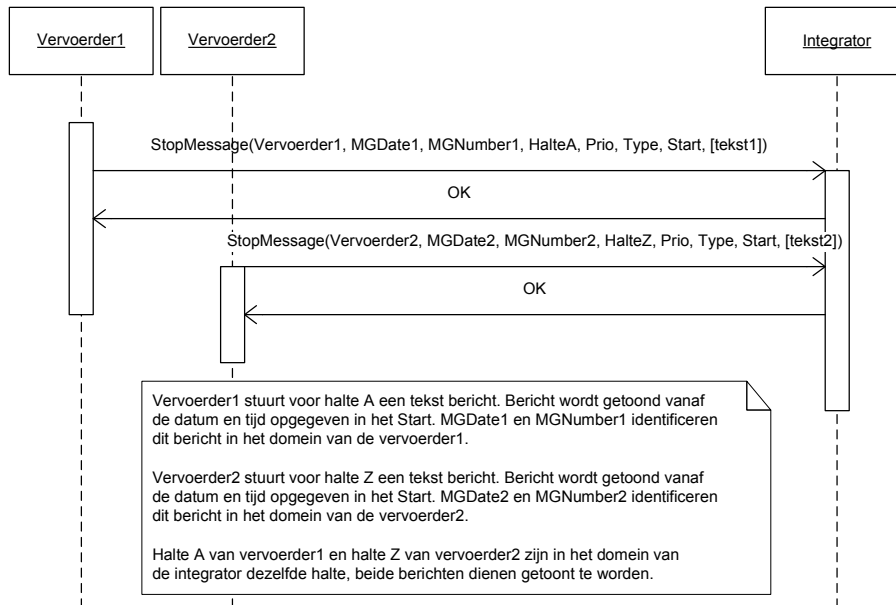 Vervoerder1
Vervoerder2
Integrator
StopMessage(Vervoerder1, MGDate1, MGNumber1, HalteA, Prio, Type, Start, [tekst1])
OK
StopMessage(Vervoerder2, MGDate2, MGNumber2, HalteZ, Prio, Type, Start, [tekst2])
OK
Vervoerder1 stuurt voor halte A een tekst bericht. Bericht wordt getoond vanaf
de datum en tijd opgegeven in het Start. MGDate1 en MGNumber1 identificeren
dit bericht in het domein van de vervoerder1.
Vervoerder2 stuurt voor halte Z een tekst bericht. Bericht wordt getoond vanaf
de datum en tijd opgegeven in het Start. MGDate2 en MGNumber2 identificeren
dit bericht in het domein van de vervoerder2.
Halte A van vervoerder1 en halte Z van vervoerder2 zijn in het domein van
de integrator dezelfde halte, beide berichten dienen getoont te worden.